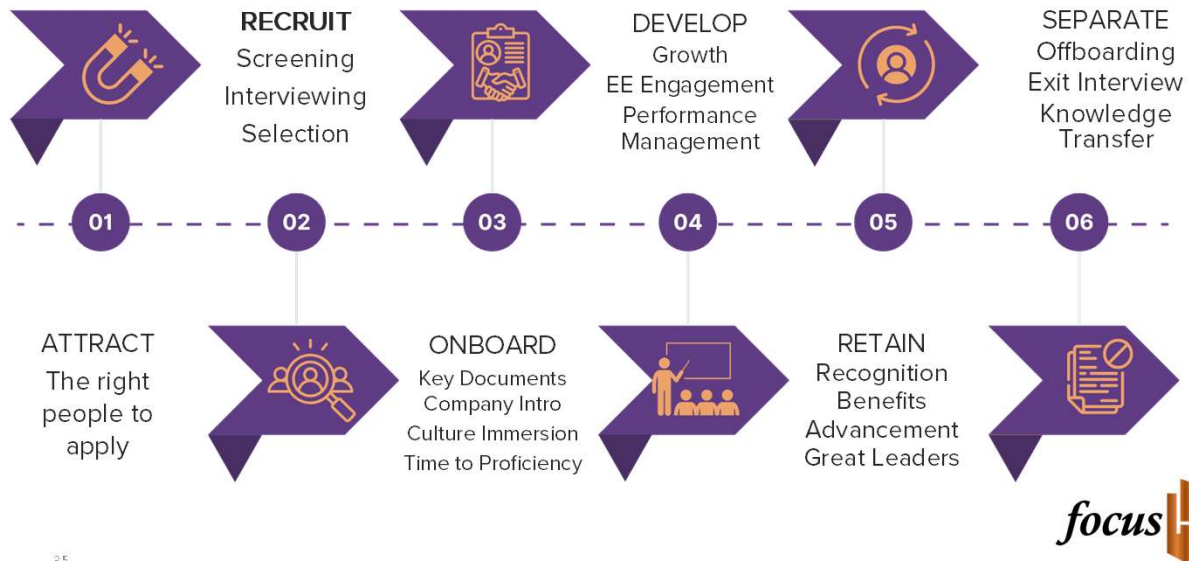 RECRUIT
Screening
Interviewing
Selection
DEVELOP
Growth
EE Engagement
Performance
Management
SEPARATE
Offboarding
Exit Interview
Knowledge
Transfer
01
02
03
04
05
06
ATTRACT
The right
people to
apply
ONBOARD
Key Documents
Company Intro
Culture Immersion
Time to Proficiency
RETAIN
Recognition
Benefits
Advancement
Great Leaders
focus